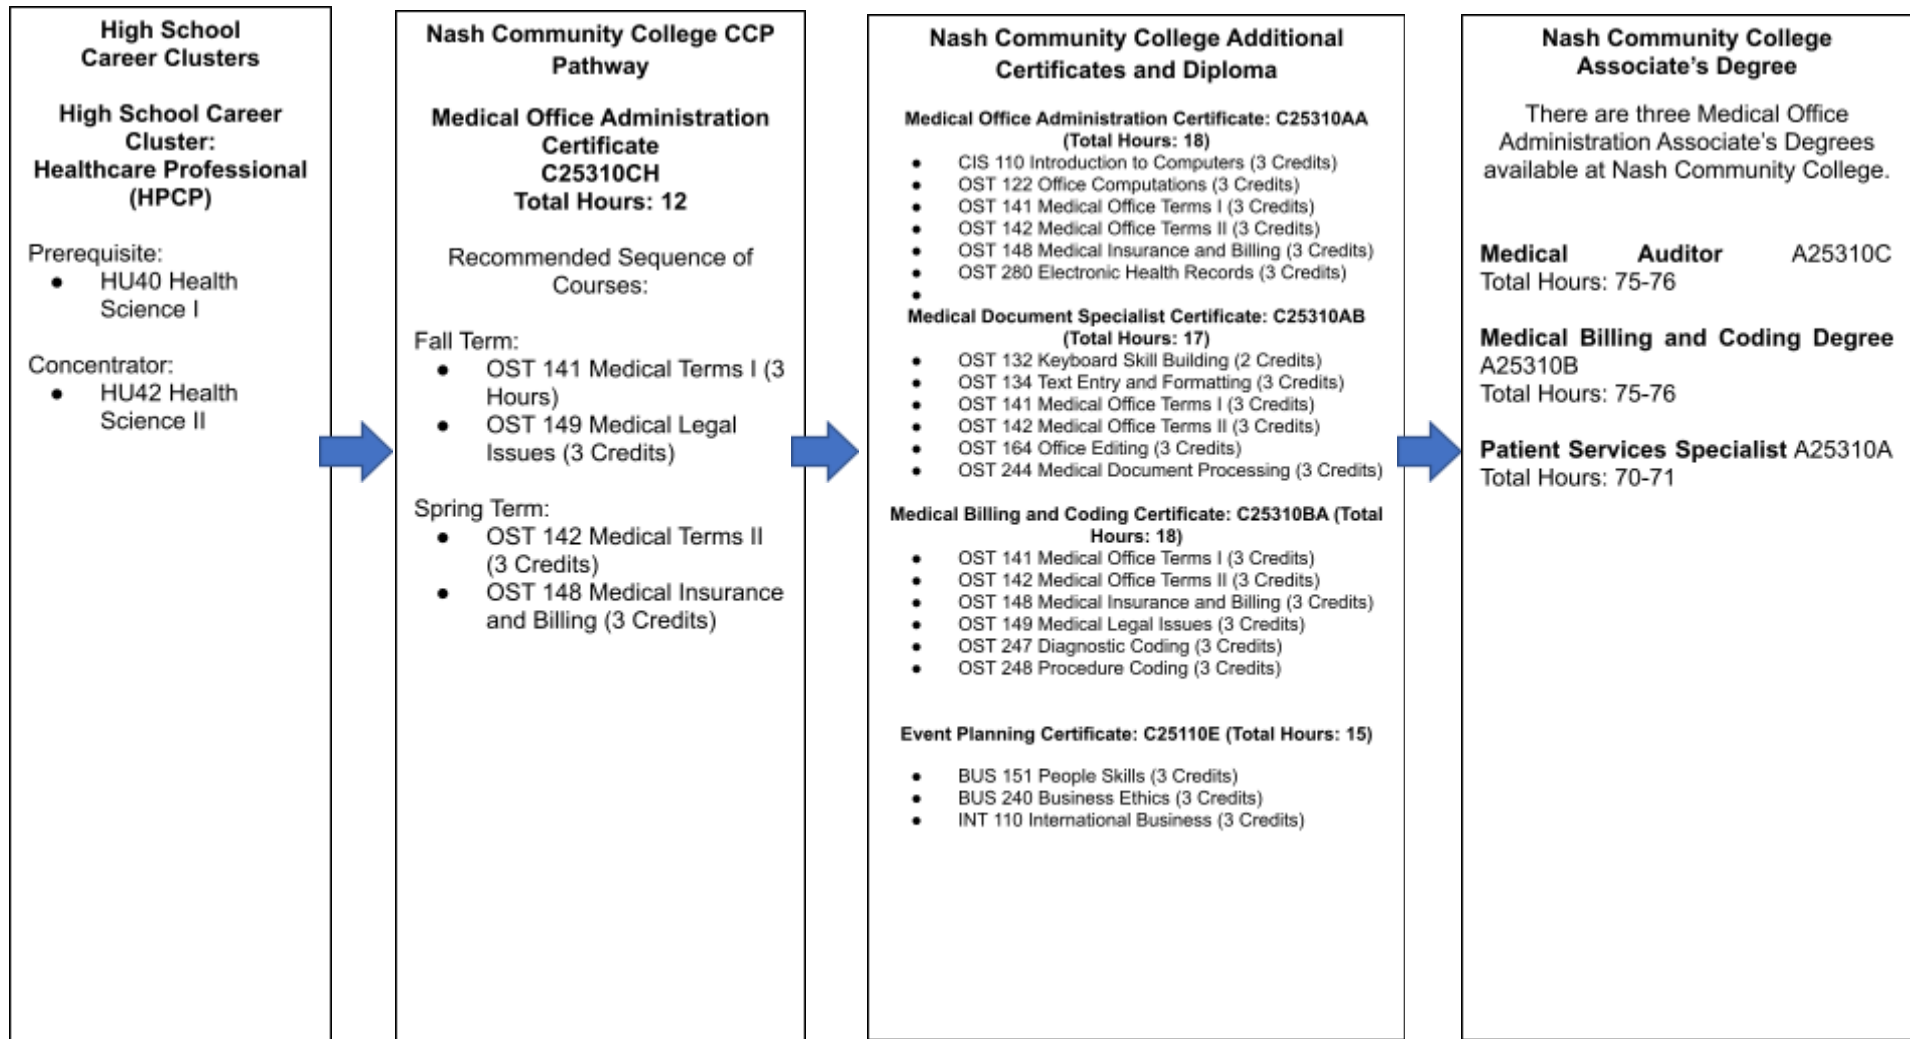 High School
Career Clusters
High School Career
Cluster:
Healthcare Professional
(HPCP)
Prerequisite:
● HU40 Health
Science I
Concentrator:
● HU42 Health
Science II
Nash Community College CCP
Pathway
Medical Office Administration
Certificate
C25310CH
Total Hours: 12
Recommended Sequence of
Courses:
Fall Term:
● OST 141 Medical Terms I (3
Hours)
● OST 149 Medical Legal
Issues (3 Credits)
Spring Term:
● OST 142 Medical Terms II
(3 Credits)
● OST 148 Medical Insurance
and Billing (3 Credits)
Nash Community College Additional
Certificates and Diploma
Medical Office Administration Certificate: C25310AA
(Total Hours: 18)
● CIS 110 Introduction to Computers (3 Credits)
● OST 122 Office Computations (3 Credits)
● OST 141 Medical Office Terms I (3 Credits)
● OST 142 Medical Office Terms II (3 Credits)
● OST 148 Medical Insurance and Billing (3 Credits)
● OST 280 Electronic Health Records (3 Credits)
●
Medical Document Specialist Certificate: C25310AB
(Total Hours: 17)
● OST 132 Keyboard Skill Building (2 Credits)
● OST 134 Text Entry and Formatting (3 Credits)
● OST 141 Medical Office Terms I (3 Credits)
● OST 142 Medical Office Terms II (3 Credits)
● OST 164 Office Editing (3 Credits)
● OST 244 Medical Document Processing (3 Credits)
Medical Billing and Coding Certificate: C25310BA (Total
Hours: 18)
● OST 141 Medical Office Terms I (3 Credits)
● OST 142 Medical Office Terms II (3 Credits)
● OST 148 Medical Insurance and Billing (3 Credits)
● OST 149 Medical Legal Issues (3 Credits)
● OST 247 Diagnostic Coding (3 Credits)
● OST 248 Procedure Coding (3 Credits)
Event Planning Certificate: C25110E (Total Hours: 15)
● BUS 151 People Skills (3 Credits)
● BUS 240 Business Ethics (3 Credits)
● INT 110 International Business (3 Credits)
Nash Community College
Associate's Degree
There are three Medical Office
Administration Associate's Degrees
available at Nash Community College.
Medical Auditor A25310C
Total Hours: 75-76
Medical Billing and Coding Degree
A25310B
Total Hours: 75-76
Patient Services Specialist A25310A
Total Hours: 70-71